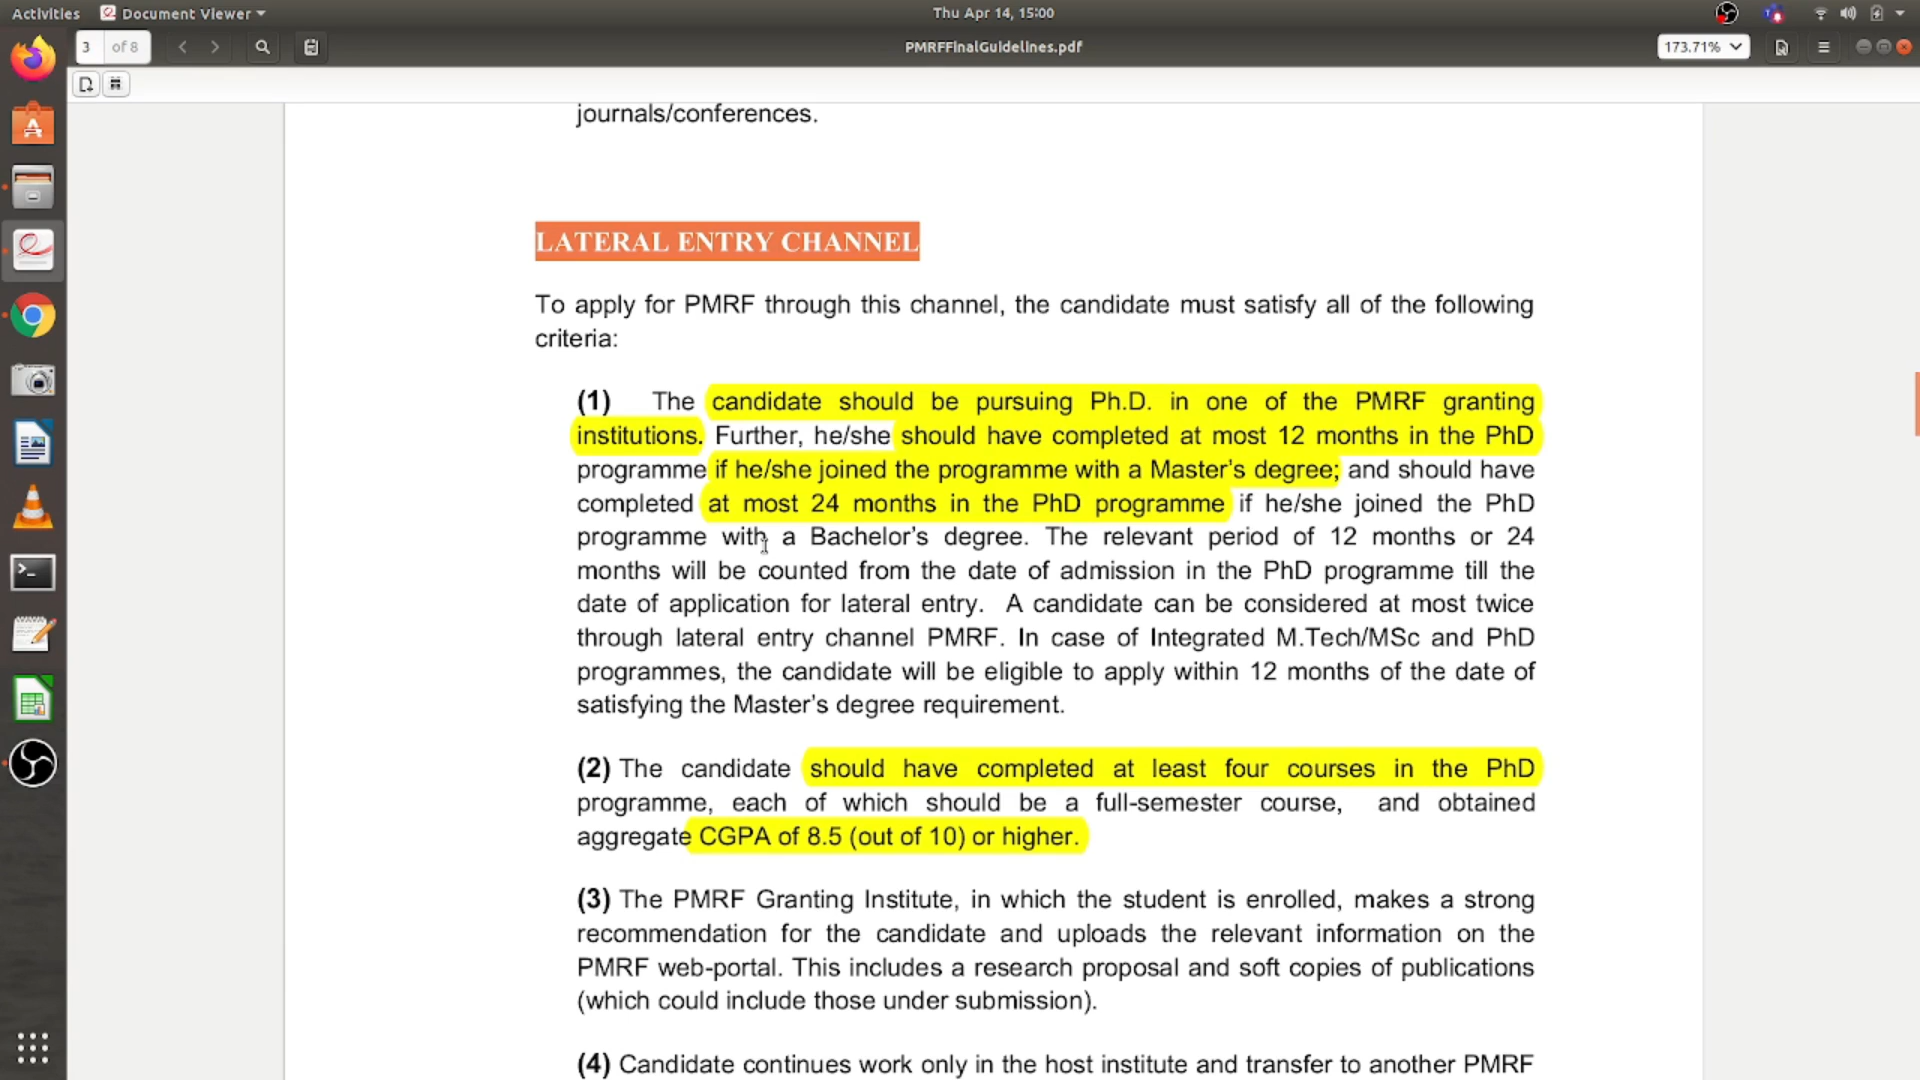 Activities
Document Viewer
Thu Apr 14, 15:00
3 of 8
PMRFFinalGuidelines.pdf
173.71%
journals/conferences.
LATERAL ENTRY CHANNEL
To apply for PMRF through this channel, the candidate must satisfy all of the following
criteria:
(1) The candidate should be pursuing Ph.D. in one of the PMRF granting
institutions. Further, he/she should have completed at most 12 months in the PhD
programme if he/she joined the programme with a Master's degree; and should have
completed at most 24 months in the PhD programme if he/she joined the PhD
programme with a Bachelor's degree. The relevant period of 12 months or 24
months will be counted from the date of admission in the PhD programme till the
date of application for lateral entry. A candidate can be considered at most twice
through lateral entry channel PMRF. In case of Integrated M.Tech/MSc and PhD
programmes, the candidate will be eligible to apply within 12 months of the date of
satisfying the Master's degree requirement.
(2) The candidate should have completed at least four courses in the PhD
programme, each of which should be a full-semester course, and obtained
aggregate CGPA of 8.5 (out of 10) or higher.
(3) The PMRF Granting Institute, in which the student is enrolled, makes a strong
recommendation for the candidate and uploads the relevant information on the
PMRF web-portal. This includes a research proposal and soft copies of publications
(which could include those under submission).
(4) Candidate continues work only in the host institute and transfer to another PMRF